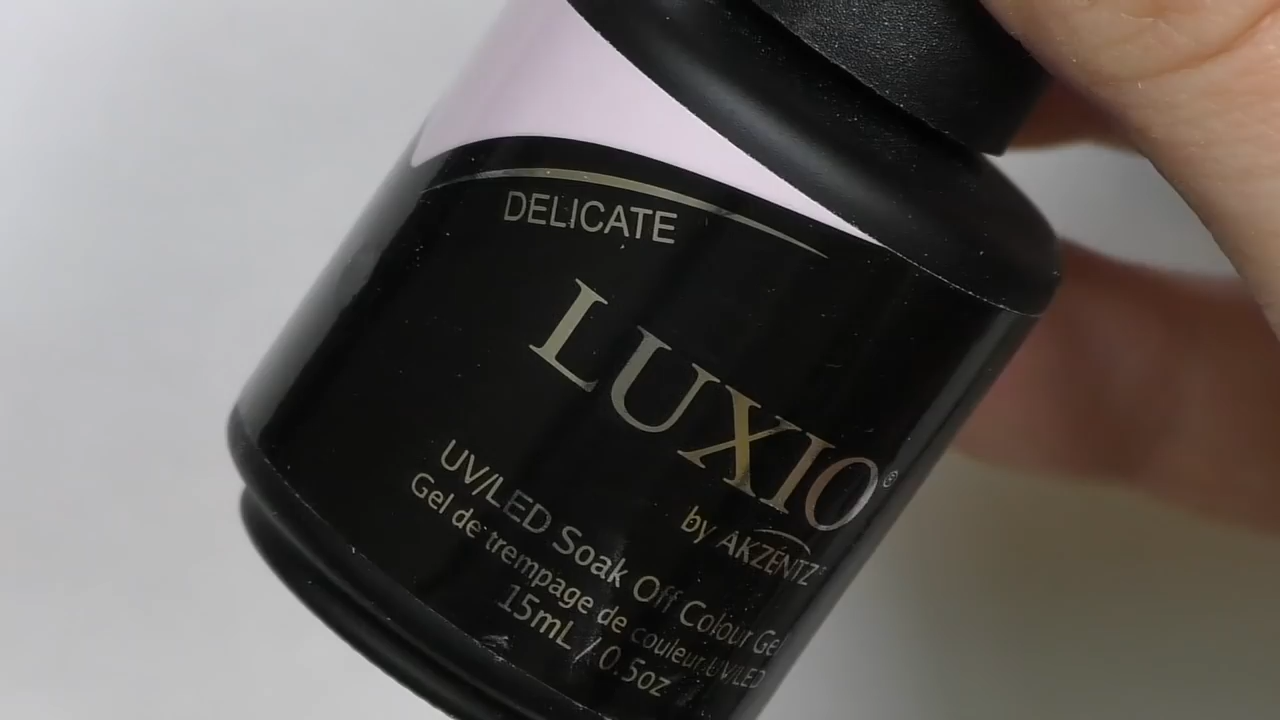 DELICATE
LUXIO®
by AKZENTZ
UV/LED Soak Off Colour Gel
Gel de trempage de couleur UV/LED
15mL / 0.5oz